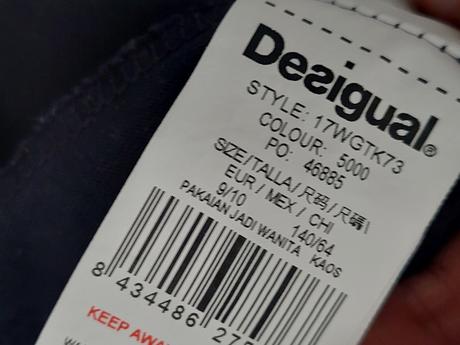 Desigual®
STYLE: 17WGTK73
COLOUR: 5000
PO: 46885
SIZE/TALLA/尺码/尺碼
EUR / MEX / CHI
9/10 140/64
PAKAIAN JADI WANITA KAOS
8 434486 27
KEEP AWA